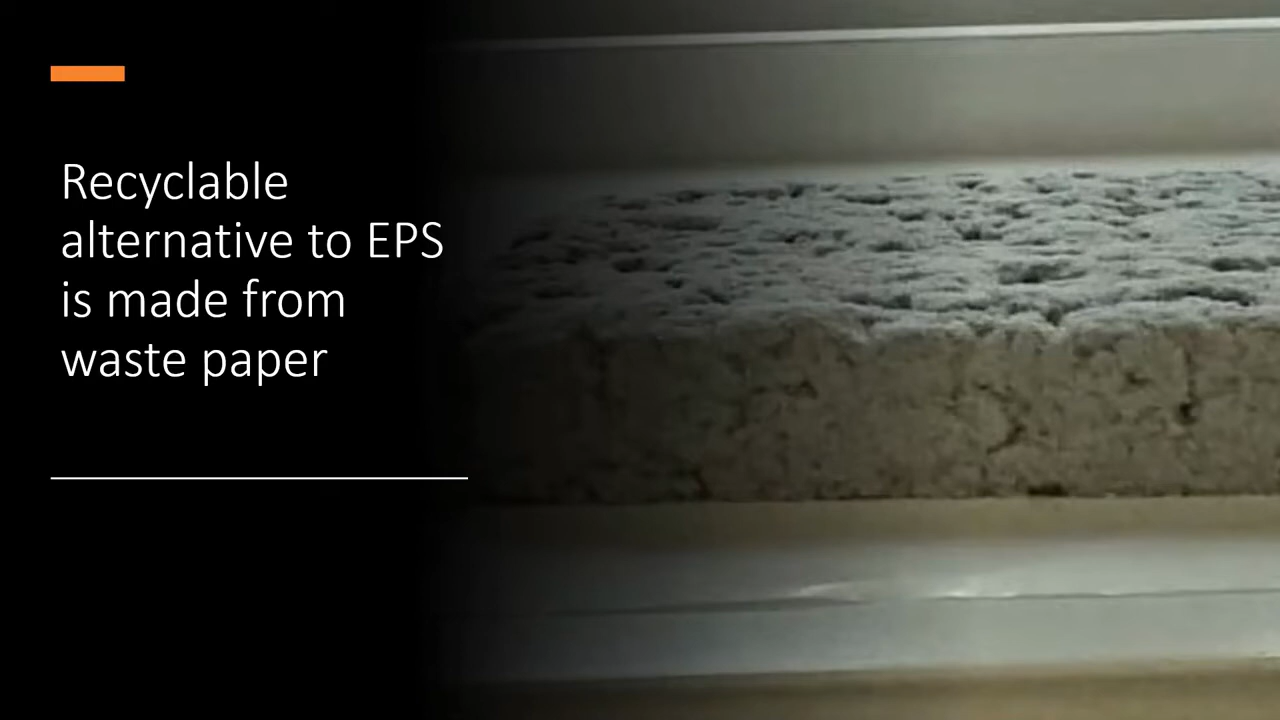 Recyclable
alternative to EPS
is made from
waste paper